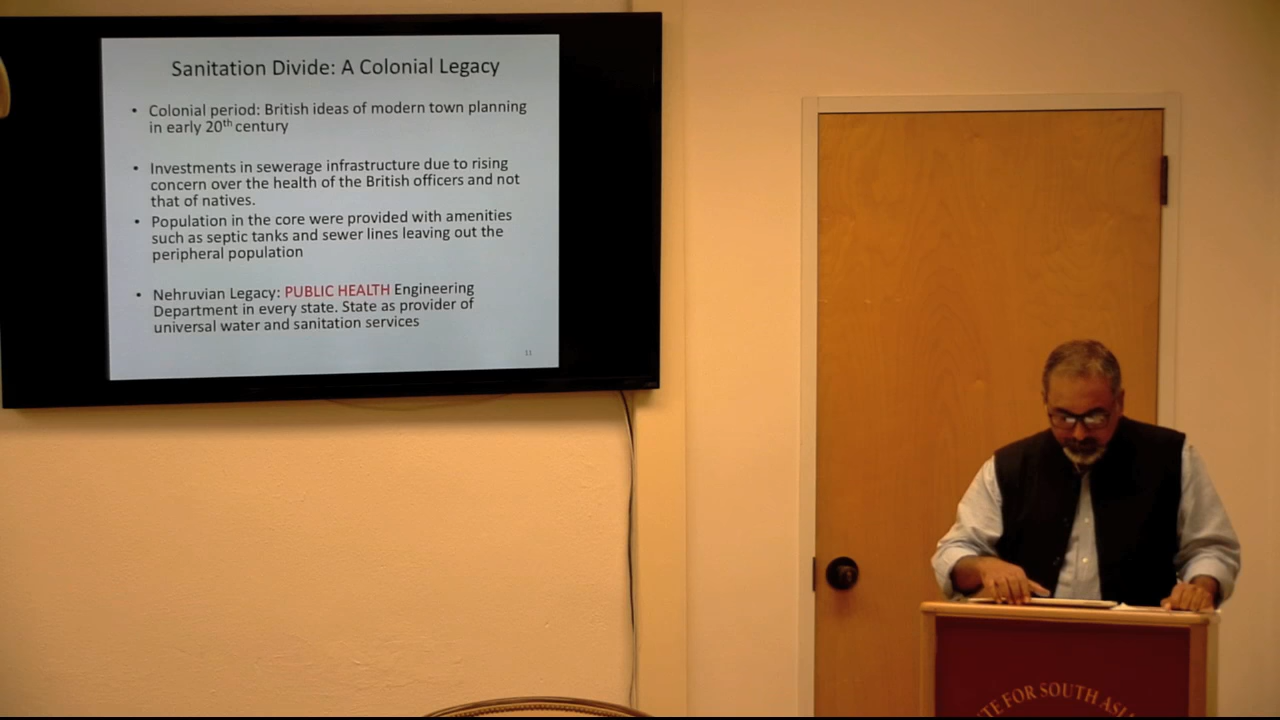 Sanitation Divide: A Colonial Legacy
• Colonial period: British ideas of modern town planning
in early 20th century
• Investments in sewerage infrastructure due to rising
concern over the health of the British officers and not
that of natives.
• Population in the core were provided with amenities
such as septic tanks and sewer lines leaving out the
peripheral population
• Nehruvian Legacy: PUBLIC HEALTH Engineering
Department in every state. State as provider of
universal water and sanitation services
11
FOR SOUTH